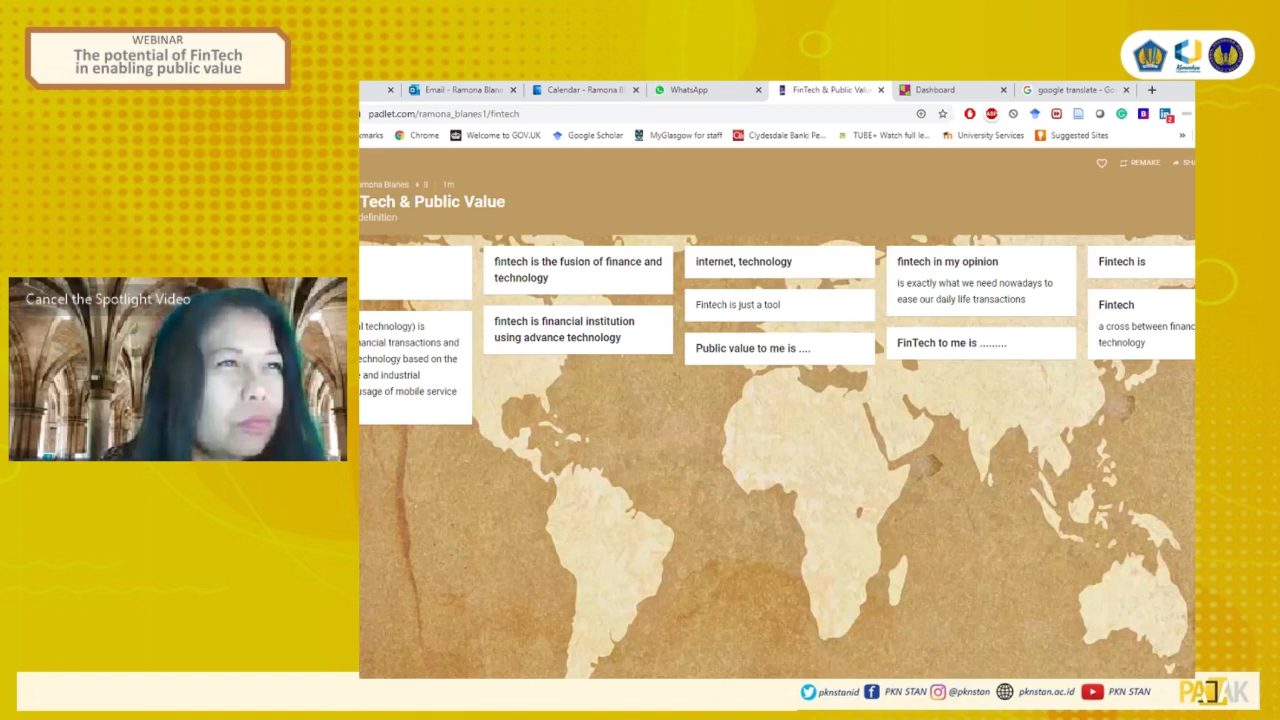 WEBINAR
The potential of FinTech
in enabling public value
Email - Ramona Blan
Calendar - Ramona B
WhatsApp
FinTech & Public Valu
Dashboard
google translate - Go
padlet.com/ramona_blanes1/fintech
Chrome
Welcome to GOV.UK
Google Scholar
MyGlasgow for staff
Clydesdale Bank: Pe...
TUBE+ Watch full le...
University Services
Suggested Sites
»
REMAKE
mona Blanes + 8 1m
Tech & Public Value
definition
al technology) is
ancial transactions and
echnology based on the
e and industrial
usage of mobile service
fintech is the fusion of finance and
technology
fintech is financial institution
using advance technology
internet, technology
Fintech is just a tool
Public value to me is ....
fintech in my opinion
is exactly what we need nowadays to
ease our daily life transactions
FinTech to me is .........
Fintech is
Fintech
a cross between financ
technology
Cancel the Spotlight Video
pknstanid
PKN STAN
@pknstan
pknstan.ac.id
PKN STAN